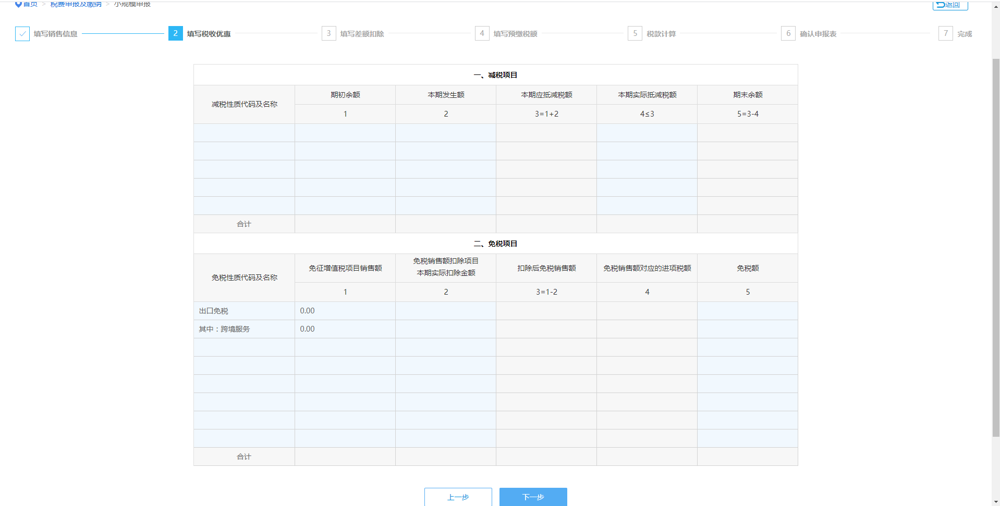 首页 > 税费申报及缴纳 > 小规模申报
返回
填写销售信息
2 填写税收优惠
3 填写差额扣除
4 填写预缴税额
5 税款计算
6 确认申报表
7 完成
一、减税项目
减税性质代码及名称
期初余额 本期发生额 本期应抵减税额 本期实际抵减税额 期末余额
1 2 3=1+2 4≤3 5=3-4
合计
二、免税项目
免税性质代码及名称
免征增值税项目销售额
免税销售额扣除项目
本期实际扣除金额
扣除后免税销售额
免税销售额对应的进项税额
免税额
1 2 3=1-2 4 5
出口免税 0.00
其中：跨境服务 0.00
合计
上一步
下一步